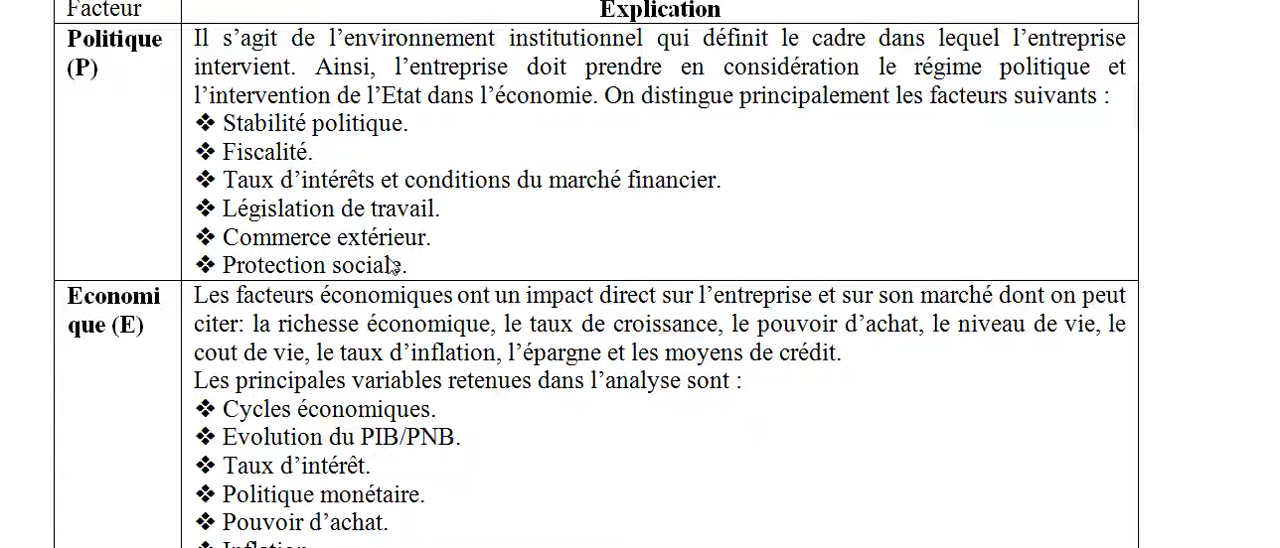 Facteur Explication
Politique (P)
Il s’agit de l’environnement institutionnel qui définit le cadre dans lequel l’entreprise
intervient. Ainsi, l’entreprise doit prendre en considération le régime politique et
l’intervention de l’Etat dans l’économie. On distingue principalement les facteurs suivants :
❖ Stabilité politique.
❖ Fiscalité.
❖ Taux d’intérêts et conditions du marché financier.
❖ Législation de travail.
❖ Commerce extérieur.
❖ Protection sociale.
Economi
que (E)
Les facteurs économiques ont un impact direct sur l’entreprise et sur son marché dont on peut
citer: la richesse économique, le taux de croissance, le pouvoir d’achat, le niveau de vie, le
cout de vie, le taux d’inflation, l’épargne et les moyens de crédit.
Les principales variables retenues dans l’analyse sont :
❖ Cycles économiques.
❖ Evolution du PIB/PNB.
❖ Taux d’intérêt.
❖ Politique monétaire.
❖ Pouvoir d’achat.
❖ Inflation